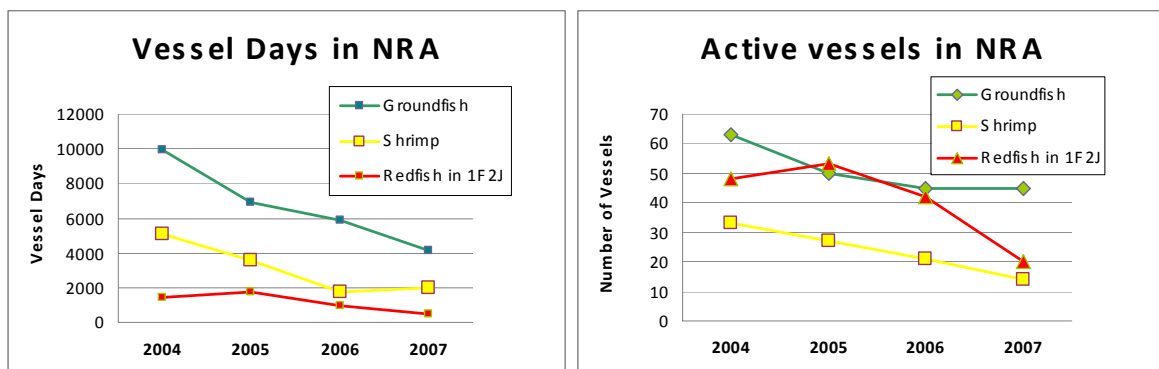 Vessel Days in NRA
Groundfish
Shrimp
Redfish in 1F2J
12000
10000
8000
6000
4000
2000
0
Vessel Days
2004 2005 2006 2007
Active vessels in NRA
Groundfish
Shrimp
Redfish in 1F2J
70
60
50
40
30
20
10
0
Number of Vessels
2004 2005 2006 2007